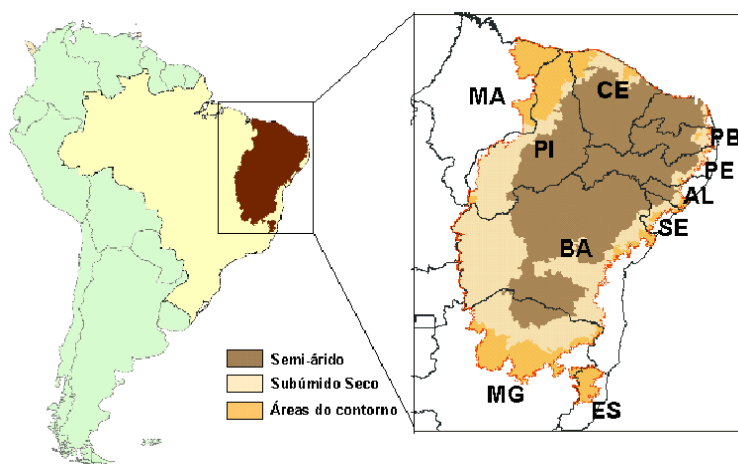 MA
CE
PI
PB
PE
AL
SE
BA
MG
ES
Semi-árido
Subúmido Seco
Áreas do contorno